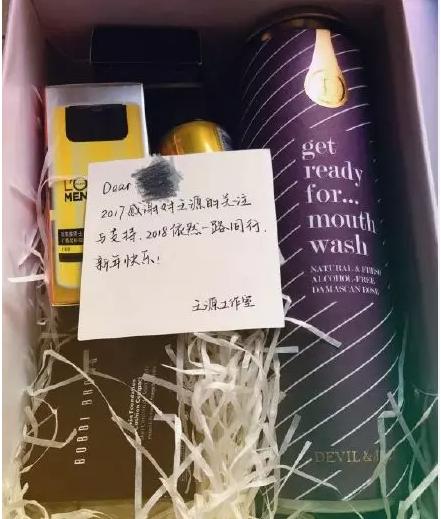 get
ready
for...
mouth
wash
NATURAL & FRESH
ALCOHOL-FREE
DAMASCAN ROSE
DEVIL &
L'O
MEN
Dear
2017感谢对王源的关注
与支持，2018依然一路同行，
新年快乐！
王源工作室
BOBBI BRO